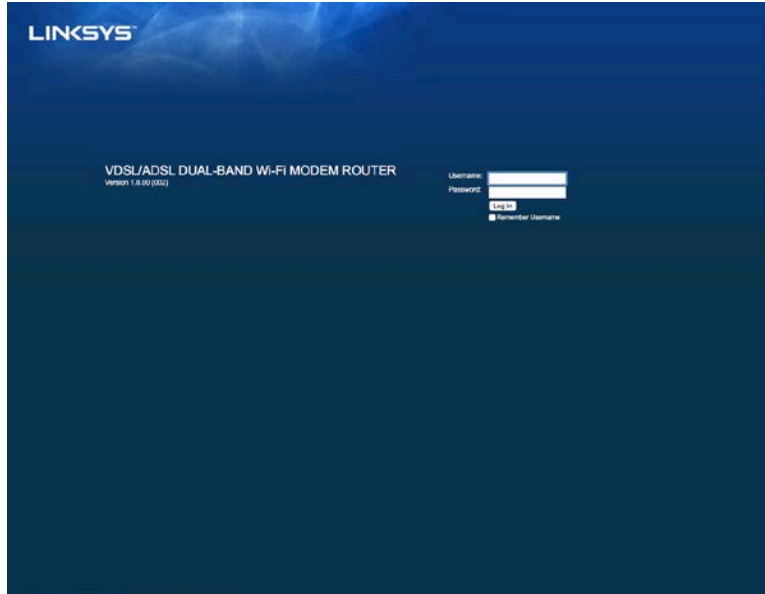 LINKSYS™
VDSL/ADSL DUAL-BAND Wi-Fi MODEM ROUTER
Version 1.0.00 (002)
Username:
Password:
Log In
Remember Username